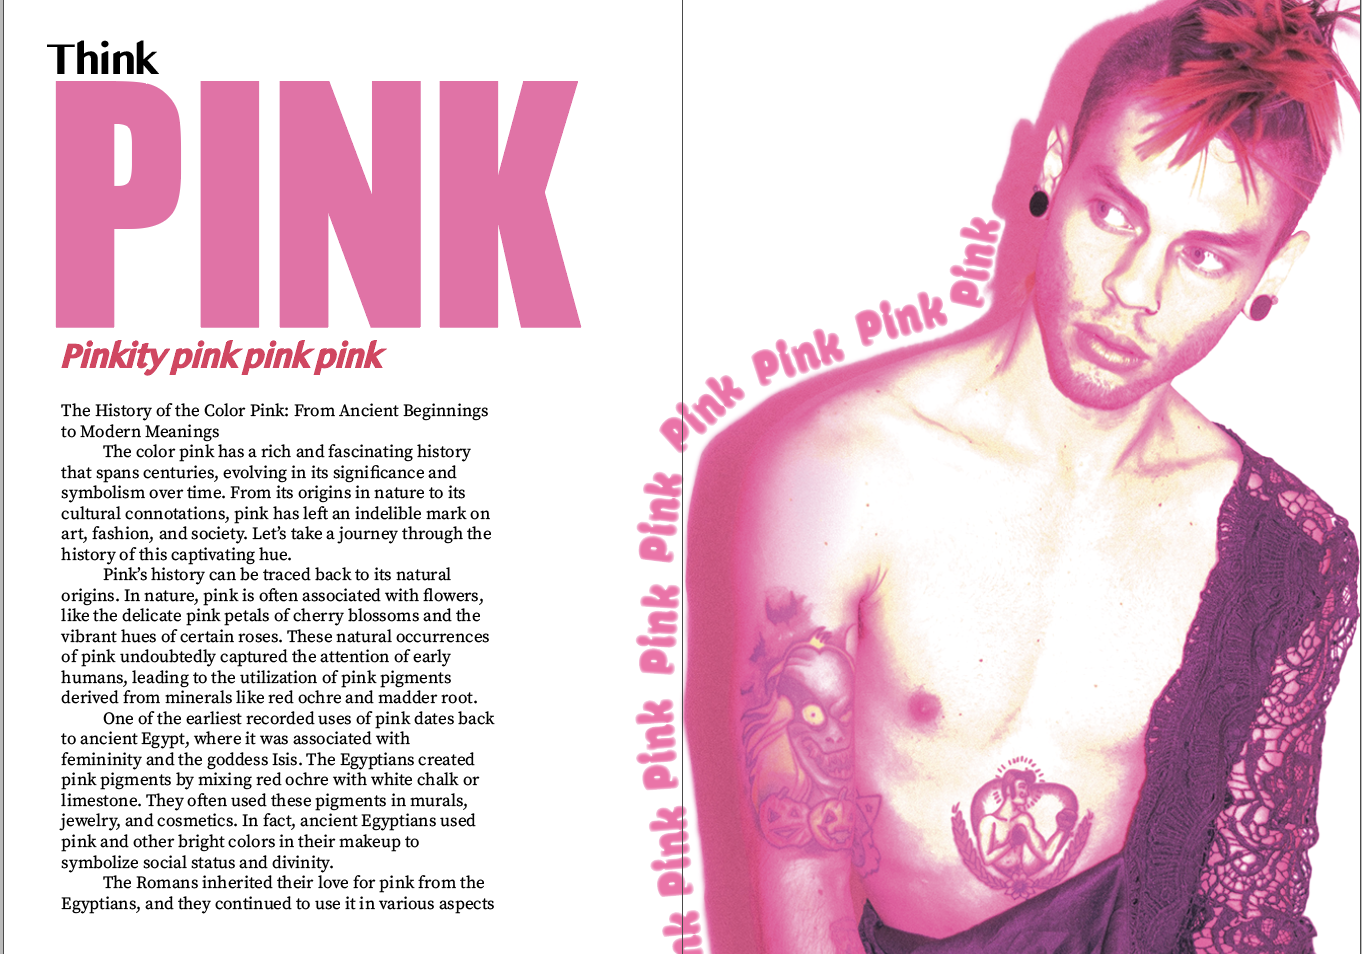 Think
PINK
Pinkity pink pink pink
The History of the Color Pink: From Ancient Beginnings
to Modern Meanings
The color pink has a rich and fascinating history
that spans centuries, evolving in its significance and
symbolism over time. From its origins in nature to its
cultural connotations, pink has left an indelible mark on
art, fashion, and society. Let’s take a journey through the
history of this captivating hue.
Pink’s history can be traced back to its natural
origins. In nature, pink is often associated with flowers,
like the delicate pink petals of cherry blossoms and the
vibrant hues of certain roses. These natural occurrences
of pink undoubtedly captured the attention of early
humans, leading to the utilization of pink pigments
derived from minerals like red ochre and madder root.
One of the earliest recorded uses of pink dates back
to ancient Egypt, where it was associated with
femininity and the goddess Isis. The Egyptians created
pink pigments by mixing red ochre with white chalk or
limestone. They often used these pigments in murals,
jewelry, and cosmetics. In fact, ancient Egyptians used
pink and other bright colors in their makeup to
symbolize social status and divinity.
The Romans inherited their love for pink from the
Egyptians, and they continued to use it in various aspects
nk Pink Pink Pink Pink Pink Pink Pink Pink